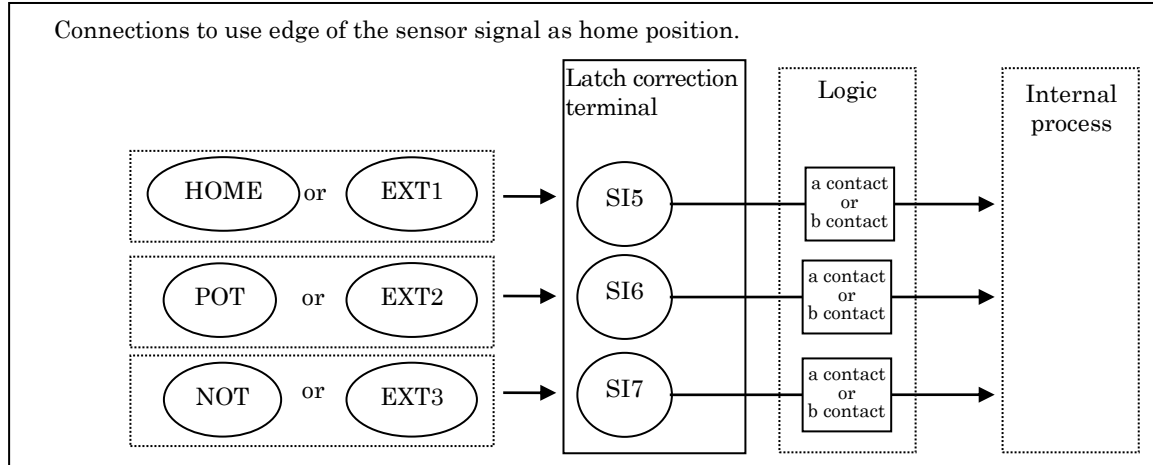 Connections to use edge of the sensor signal as home position.
Latch correction
terminal
Logic
Internal
process
HOME or EXT1
SI5
a contact
or
b contact
POT or EXT2
SI6
a contact
or
b contact
NOT or EXT3
SI7
a contact
or
b contact